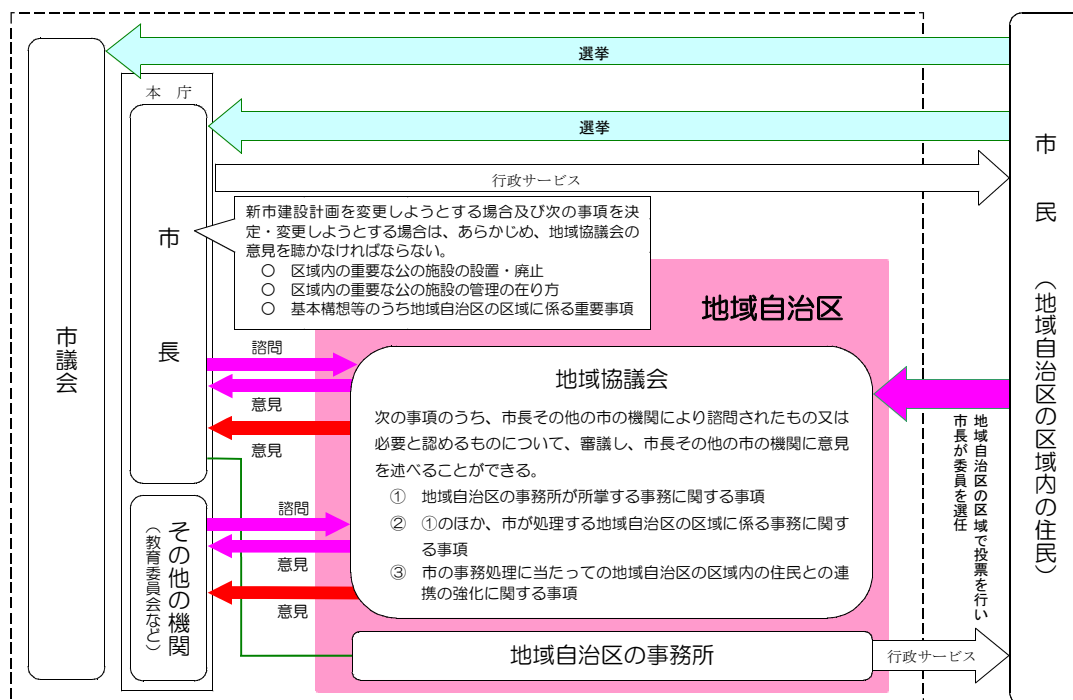 選挙
本 庁
選挙
行政サービス
市議会
市長
新市建設計画を変更しようとする場合及び次の事項を決
定・変更しようとする場合は、あらかじめ、地域協議会の
意見を聴かなければならない。
○ 区域内の重要な公の施設の設置・廃止
○ 区域内の重要な公の施設の管理の在り方
○ 基本構想等のうち地域自治区の区域に係る重要事項
地域自治区
諮問
意見
意見
地域協議会
次の事項のうち、市長その他の市の機関により諮問されたもの又は
必要と認めるものについて、審議し、市長その他の市の機関に意見
を述べることができる。
① 地域自治区の事務所が所掌する事務に関する事項
② ①のほか、市が処理する地域自治区の区域に係る事務に関す
る事項
③ 市の事務処理に当たっての地域自治区の区域内の住民との連
携の強化に関する事項
その他の機関
（教育委員会など）
諮問
意見
意見
地域自治区の事務所
行政サービス
地域自治区の区域で投票を行い
市長が委員を選任
市民（地域自治区の区域内の住民）